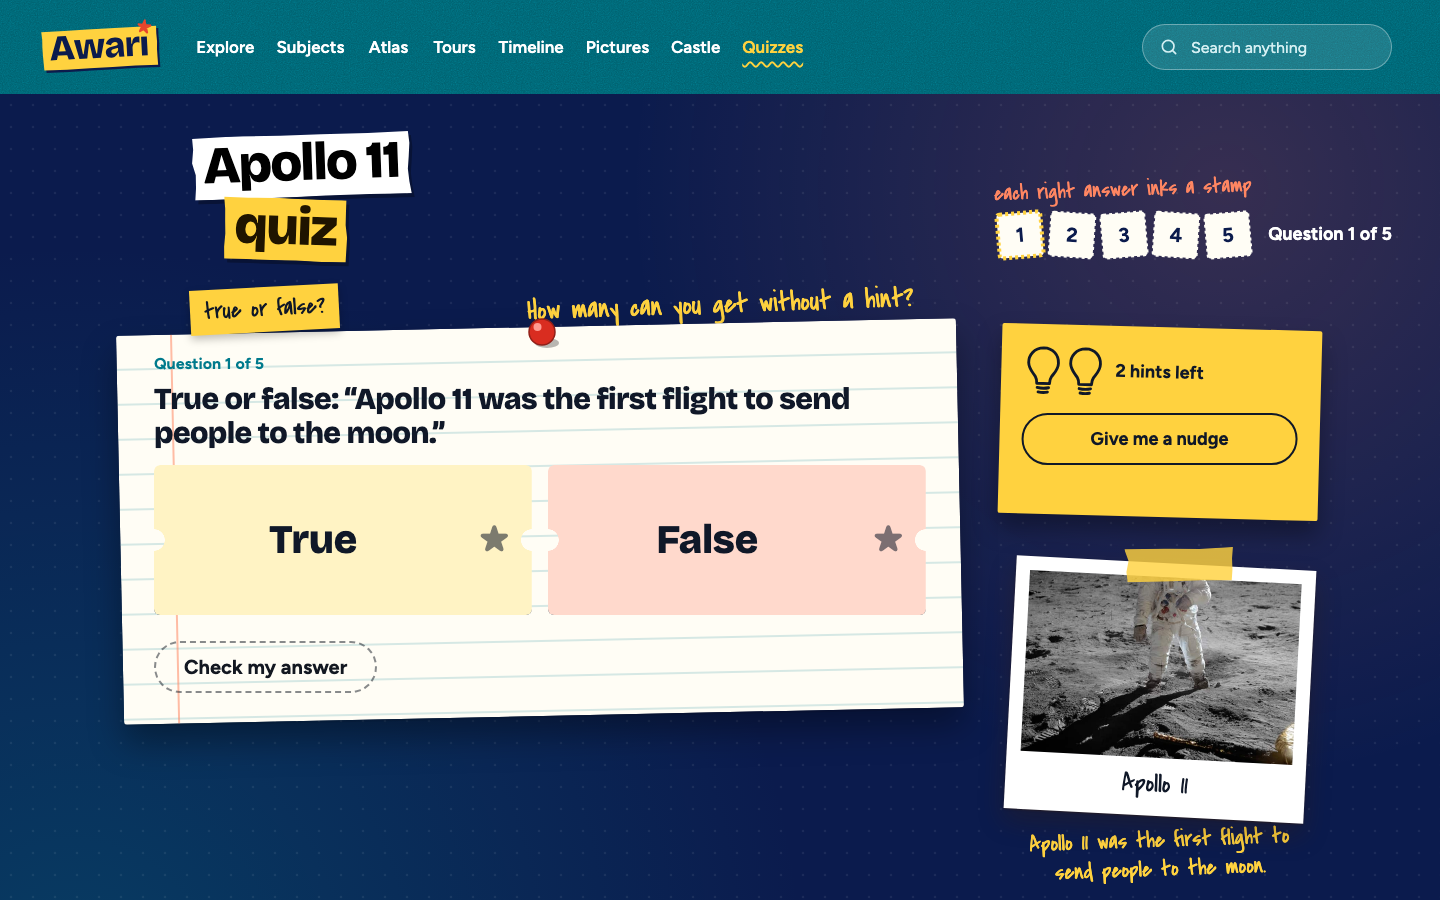 Awari
Explore Subjects Atlas Tours Timeline Pictures Castle Quizzes
Search anything
Apollo 11
quiz
each right answer inks a stamp
1 2 3 4 5 Question 1 of 5
true or false?
How many can you get without a hint?
Question 1 of 5
True or false: “Apollo 11 was the first flight to send
people to the moon.”
True
False
Check my answer
2 hints left
Give me a nudge
Apollo 11
Apollo 11 was the first flight to
send people to the moon.